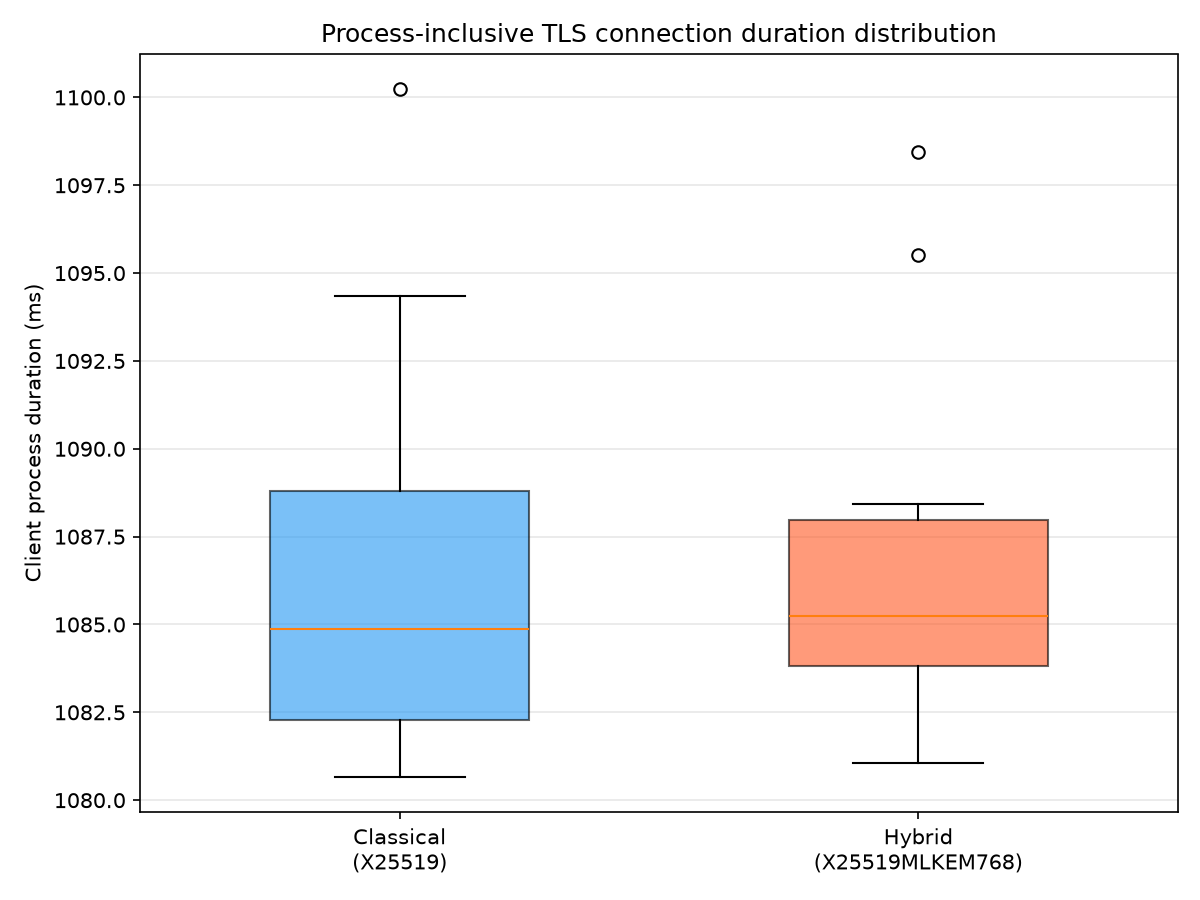 Process-inclusive TLS connection duration distribution
Client process duration (ms)
1100.0
1097.5
1095.0
1092.5
1090.0
1087.5
1085.0
1082.5
1080.0
Classical
(X25519)
Hybrid
(X25519MLKEM768)